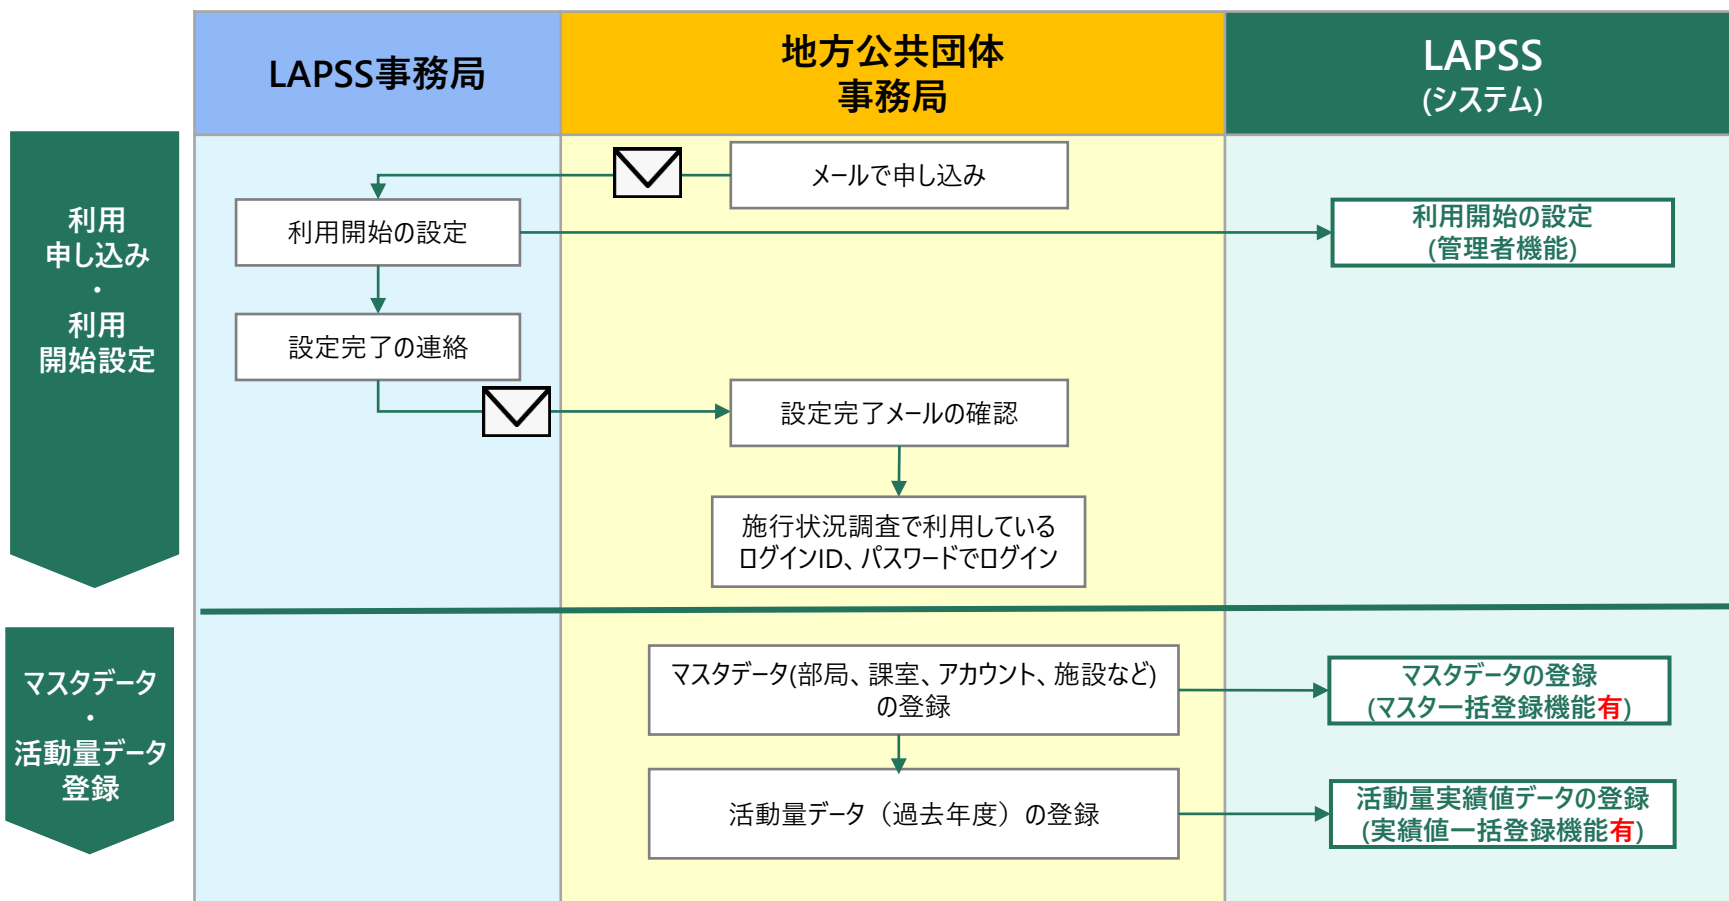 LAPSS事務局
地方公共団体
事務局
LAPSS
(システム)
利用
申し込み
・
利用
開始設定
メールで申し込み
利用開始の設定
利用開始の設定
(管理者機能)
設定完了の連絡
設定完了メールの確認
施行状況調査で利用している
ログインID、パスワードでログイン
マスタデータ
・
活動量データ
登録
マスタデータ(部局、課室、アカウント、施設など)
の登録
マスタデータの登録
(マスター括登録機能有)
活動量データ（過去年度）の登録
活動量実績値データの登録
(実績値一括登録機能有)